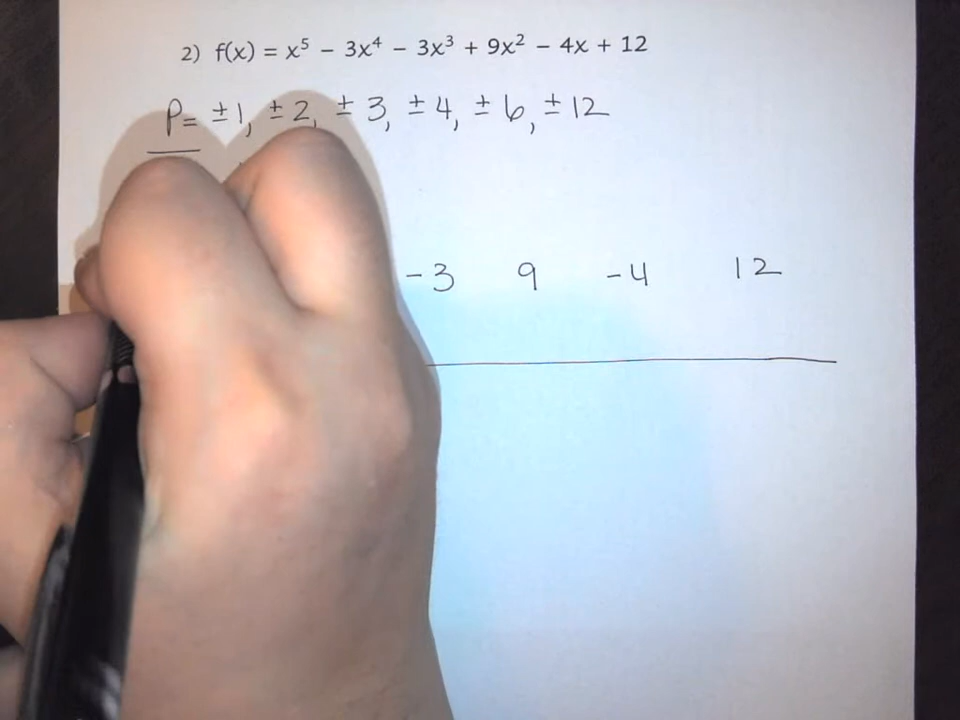 2) f(x) = x⁵ − 3x⁴ − 3x³ + 9x² − 4x + 12
P= ±1, ±2, ±3, ±4, ±6, ±12
-3 9 -4 12